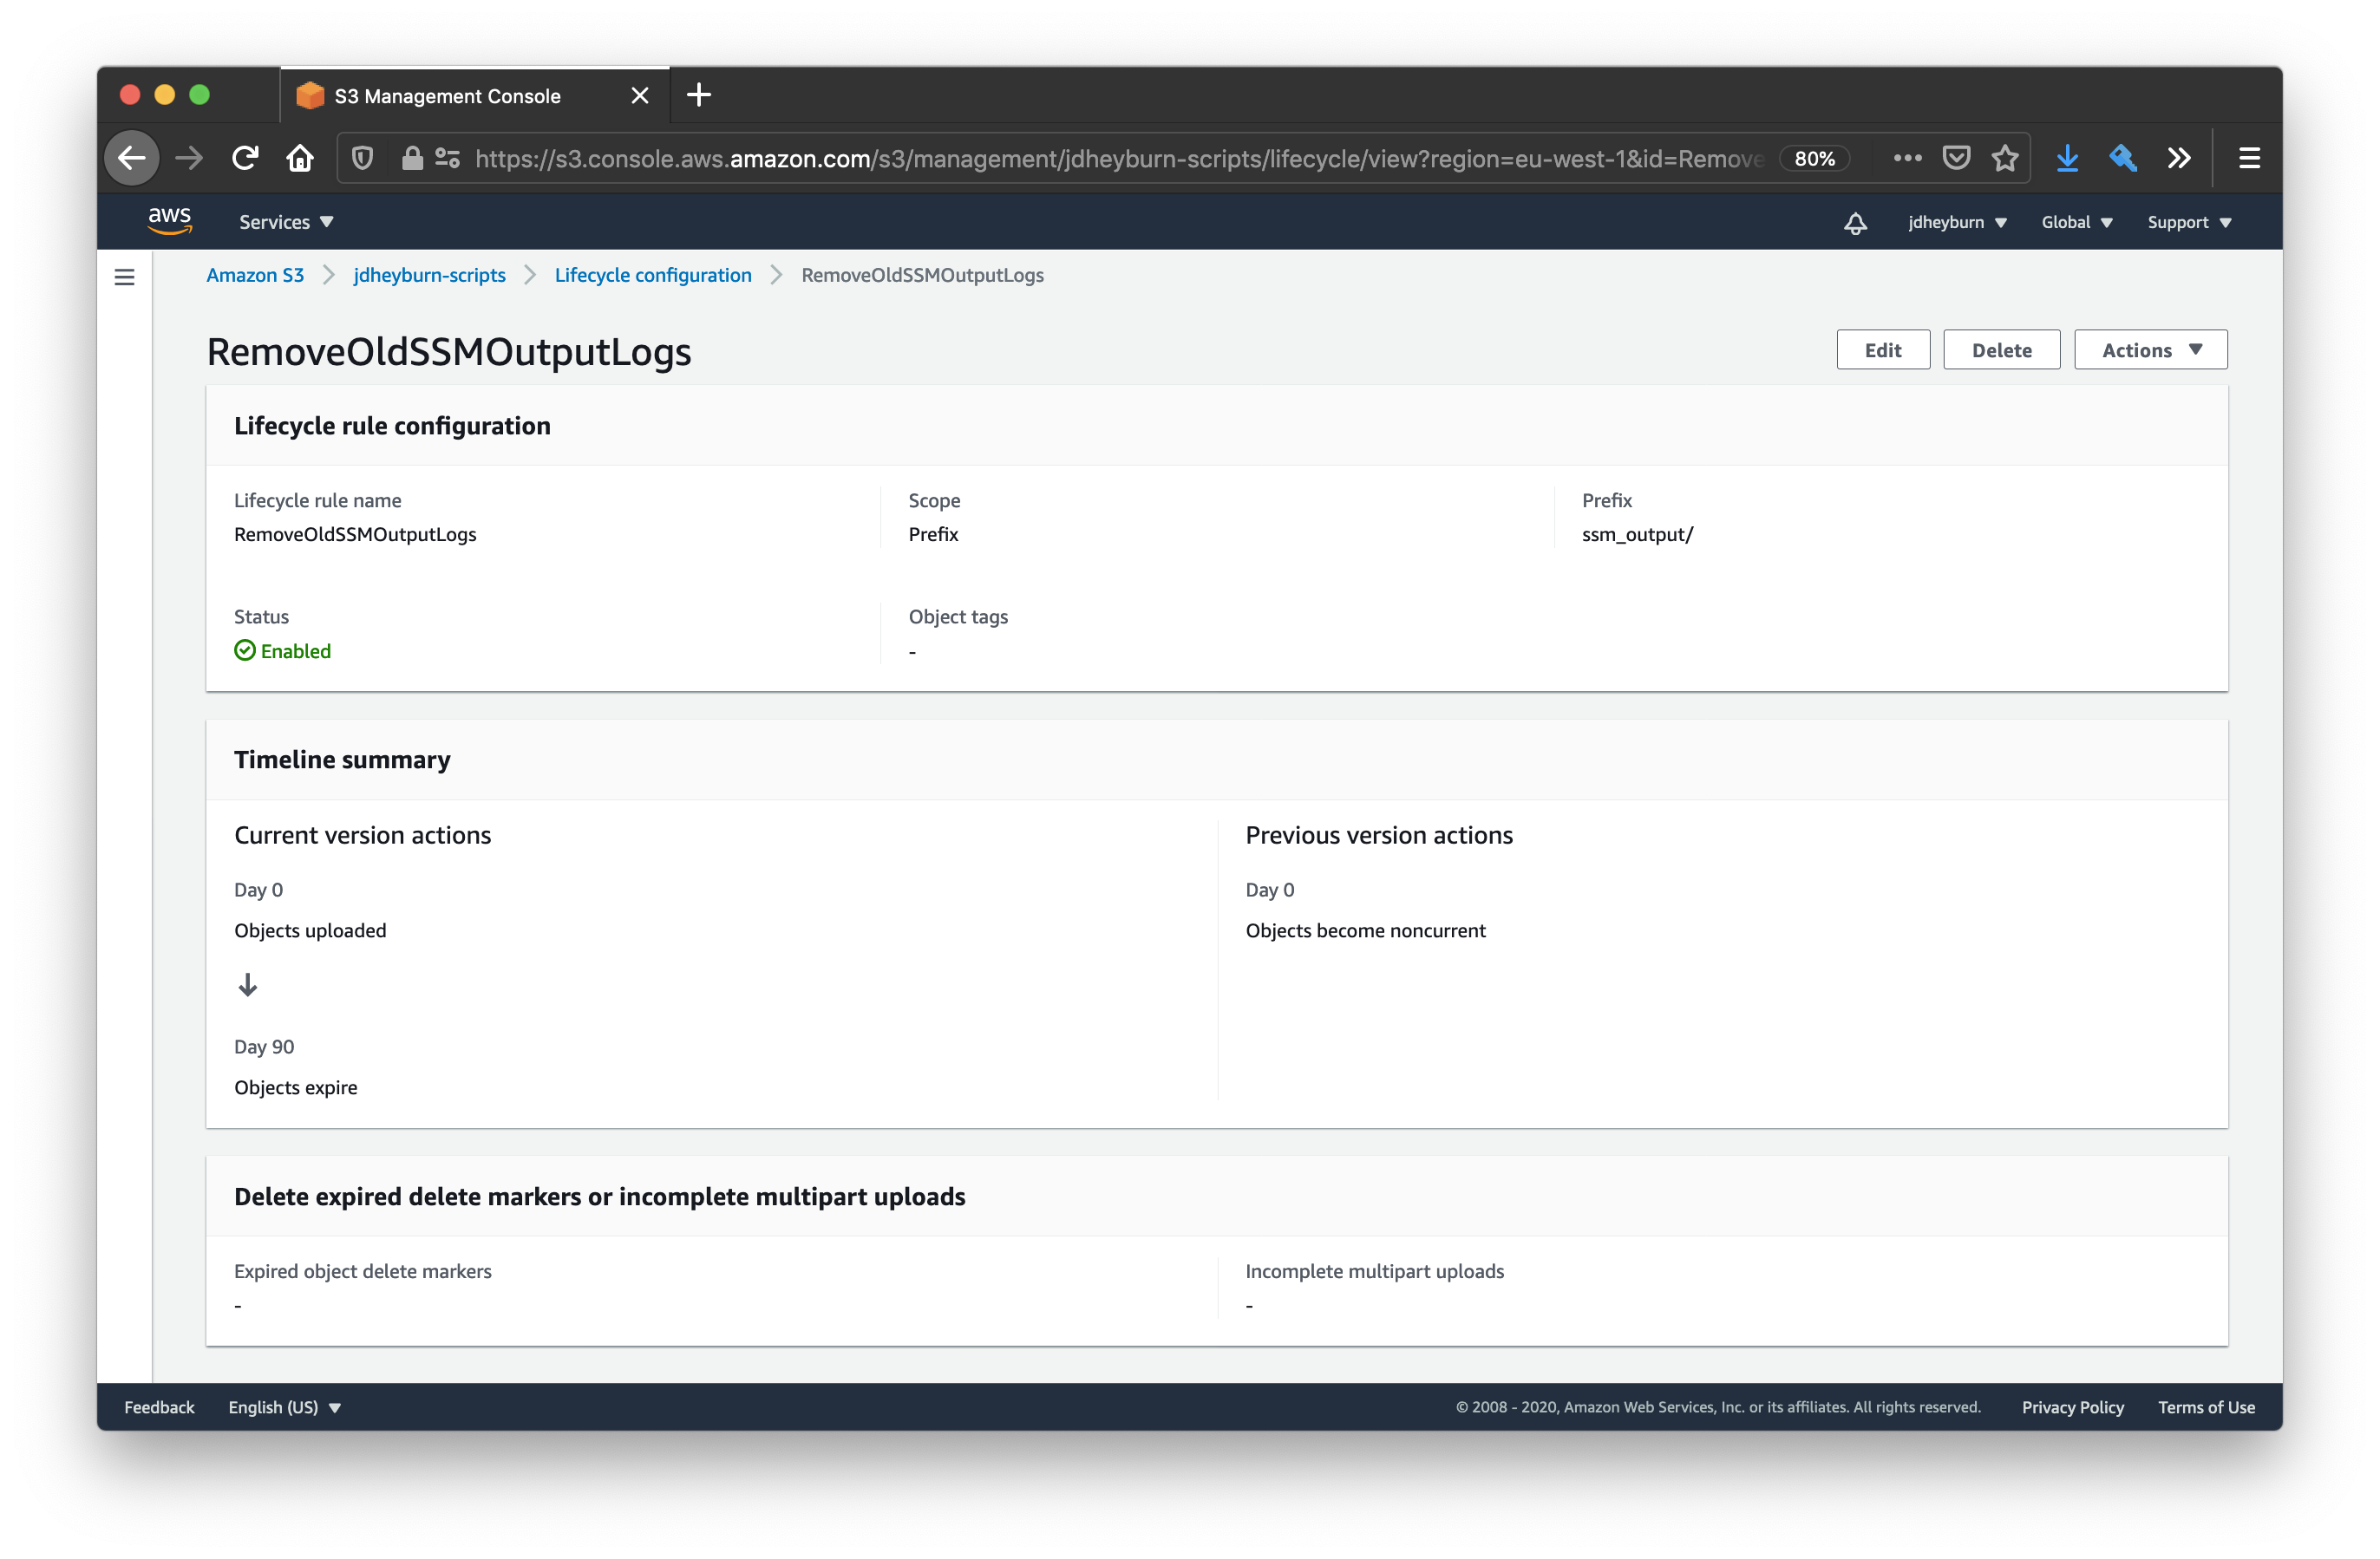 S3 Management Console
https://s3.console.aws.amazon.com/s3/management/jdheyburn-scripts/lifecycle/view?region=eu-west-1&id=Remove 80%
aws Services jdheyburn Global Support
Amazon S3 jdheyburn-scripts Lifecycle configuration RemoveOldSSMOutputLogs
RemoveOldSSMOutputLogs Edit Delete Actions
Lifecycle rule configuration
Lifecycle rule name Scope Prefix
RemoveOldSSMOutputLogs Prefix ssm_output/
Status Object tags
Enabled -
Timeline summary
Current version actions Previous version actions
Day 0 Day 0
Objects uploaded Objects become noncurrent
Day 90
Objects expire
Delete expired delete markers or incomplete multipart uploads
Expired object delete markers Incomplete multipart uploads
- -
Feedback English (US) © 2008 - 2020, Amazon Web Services, Inc. or its affiliates. All rights reserved. Privacy Policy Terms of Use